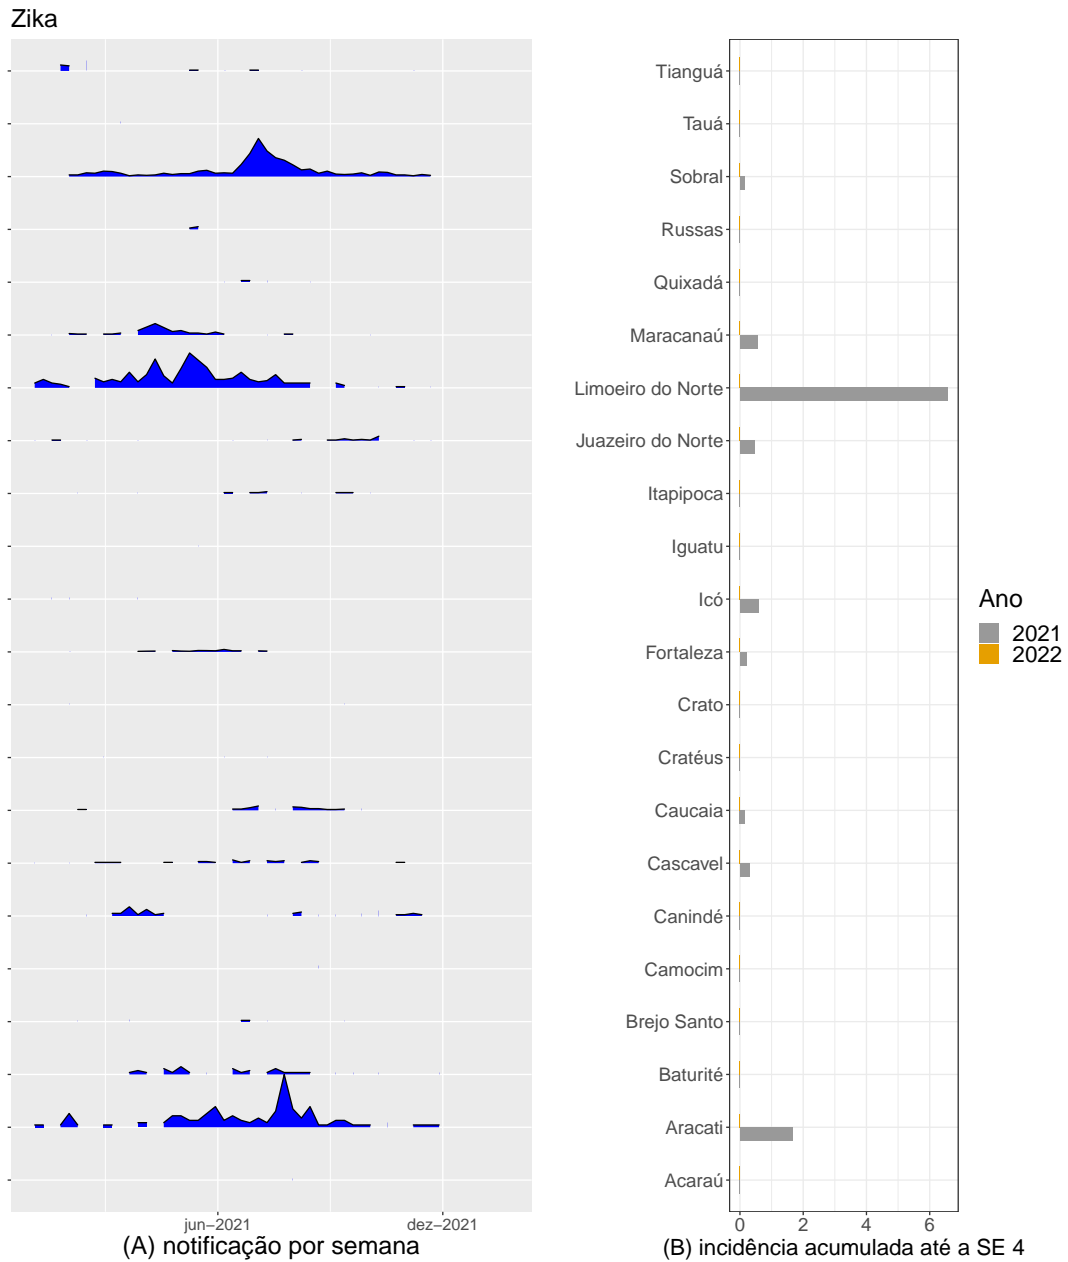 Zika
Tianguá
Tauá
Sobral
Russas
Quixadá
Maracanaú
Limoeiro do Norte
Juazeiro do Norte
Itapipoca
Iguatu
Icó
Fortaleza
Crato
Cratéus
Caucaia
Cascavel
Canindé
Camocim
Brejo Santo
Baturité
Aracati
Acaraú
Ano
2021
2022
jun−2021 dez−2021
(A) notificação por semana
0 2 4 6
(B) incidência acumulada até a SE 4